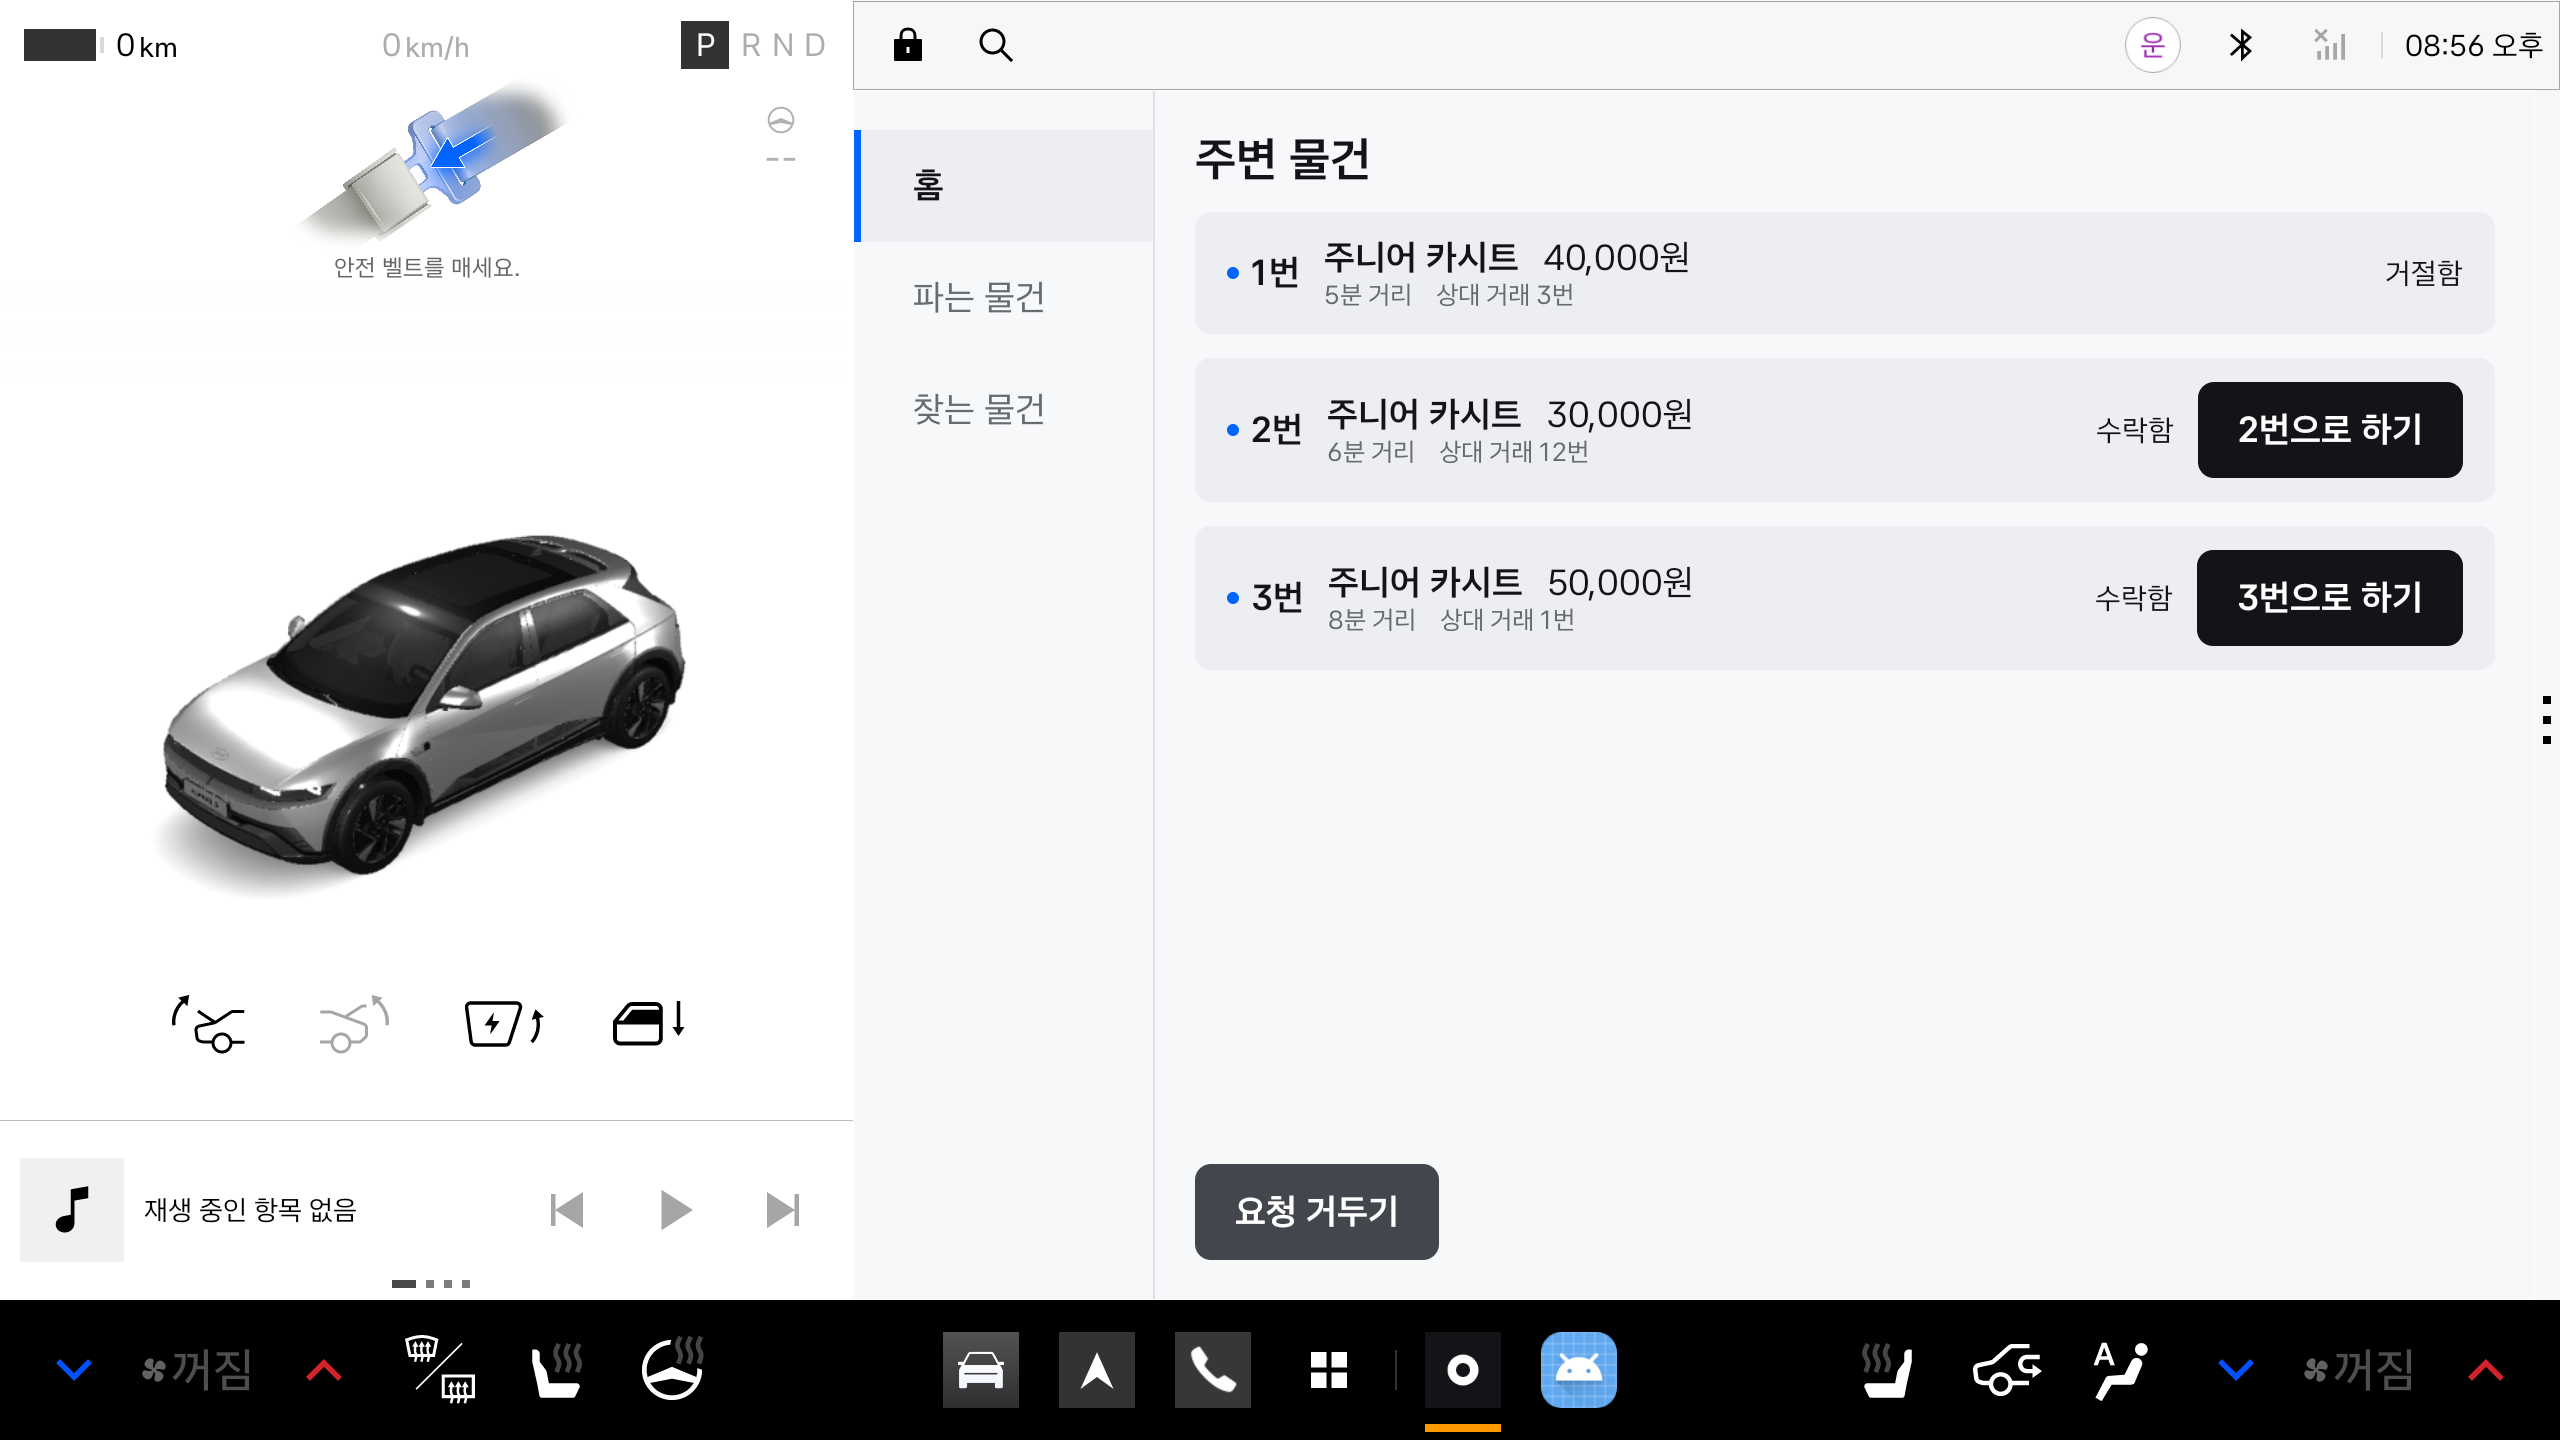 0 km
0 km/h
P R N D
08:56 오후
운
안전 벨트를 매세요.
--
홈
파는 물건
찾는 물건
주변 물건
1번 주니어 카시트 40,000원
5분 거리 상대 거래 3번
거절함
2번 주니어 카시트 30,000원
6분 거리 상대 거래 12번
수락함
2번으로 하기
3번 주니어 카시트 50,000원
8분 거리 상대 거래 1번
수락함
3번으로 하기
요청 거두기
재생 중인 항목 없음
꺼짐
A
꺼짐